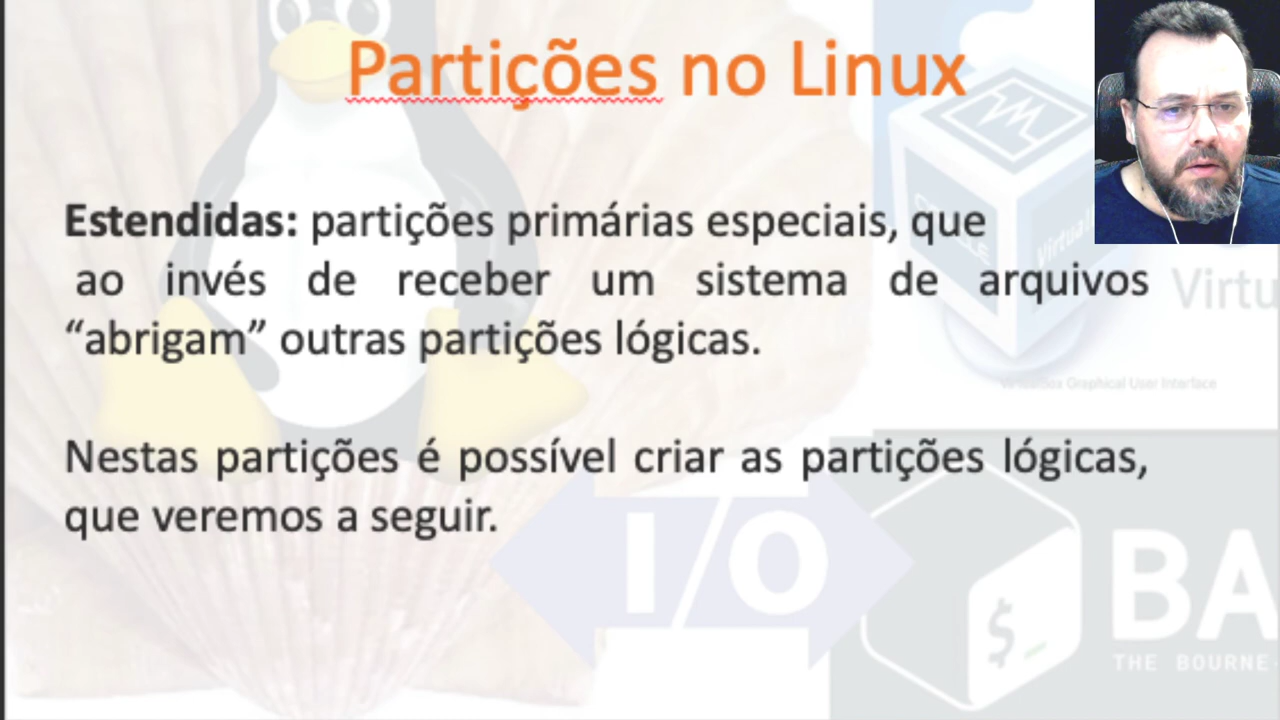 Partições no Linux
Estendidas: partições primárias especiais, que
ao invés de receber um sistema de arquivos
“abrigam” outras partições lógicas.
Nestas partições é possível criar as partições lógicas,
que veremos a seguir.
Virtu
VirtualBox Graphical User Interface
I/O
$_
BA
THE BOURNE-